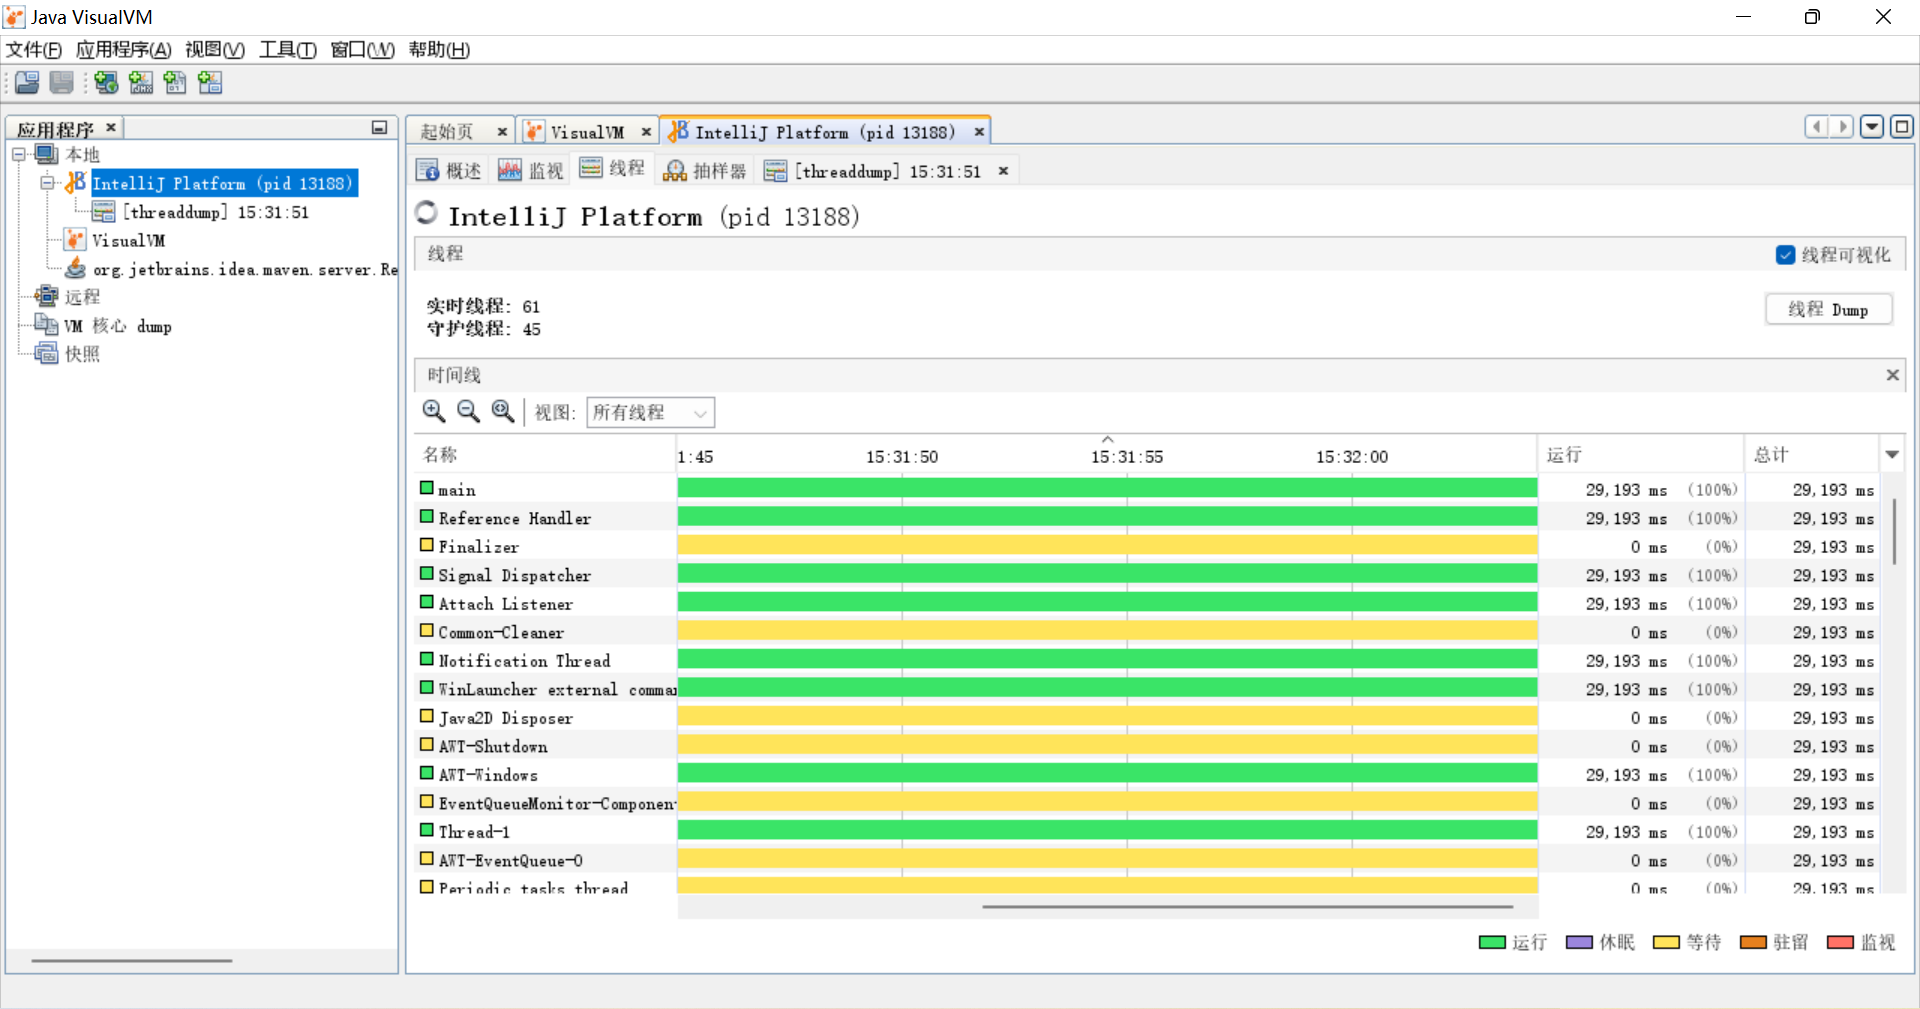 Java VisualVM
文件(F) 应用程序(A) 视图(V) 工具(T) 窗口(W) 帮助(H)
应用程序
本地
IntelliJ Platform (pid 13188)
[threaddump] 15:31:51
VisualVM
org.jetbrains.idea.maven.server.Re
远程
VM 核心 dump
快照
起始页 VisualVM IntelliJ Platform (pid 13188)
概述 监视 线程 抽样器 [threaddump] 15:31:51
IntelliJ Platform (pid 13188)
线程 线程可视化
实时线程: 61
守护线程: 45
线程 Dump
时间线
视图: 所有线程
名称 1:45 15:31:50 15:31:55 15:32:00 运行 总计
main 29,193 ms (100%) 29,193 ms
Reference Handler 29,193 ms (100%) 29,193 ms
Finalizer 0 ms (0%) 29,193 ms
Signal Dispatcher 29,193 ms (100%) 29,193 ms
Attach Listener 29,193 ms (100%) 29,193 ms
Common-Cleaner 0 ms (0%) 29,193 ms
Notification Thread 29,193 ms (100%) 29,193 ms
WinLauncher external comma 29,193 ms (100%) 29,193 ms
Java2D Disposer 0 ms (0%) 29,193 ms
AWT-Shutdown 0 ms (0%) 29,193 ms
AWT-Windows 29,193 ms (100%) 29,193 ms
EventQueueMonitor-Componen 0 ms (0%) 29,193 ms
Thread-1 29,193 ms (100%) 29,193 ms
AWT-EventQueue-0 0 ms (0%) 29,193 ms
Periodic tasks thread 0 ms (0%) 29,193 ms
运行 休眠 等待 驻留 监视